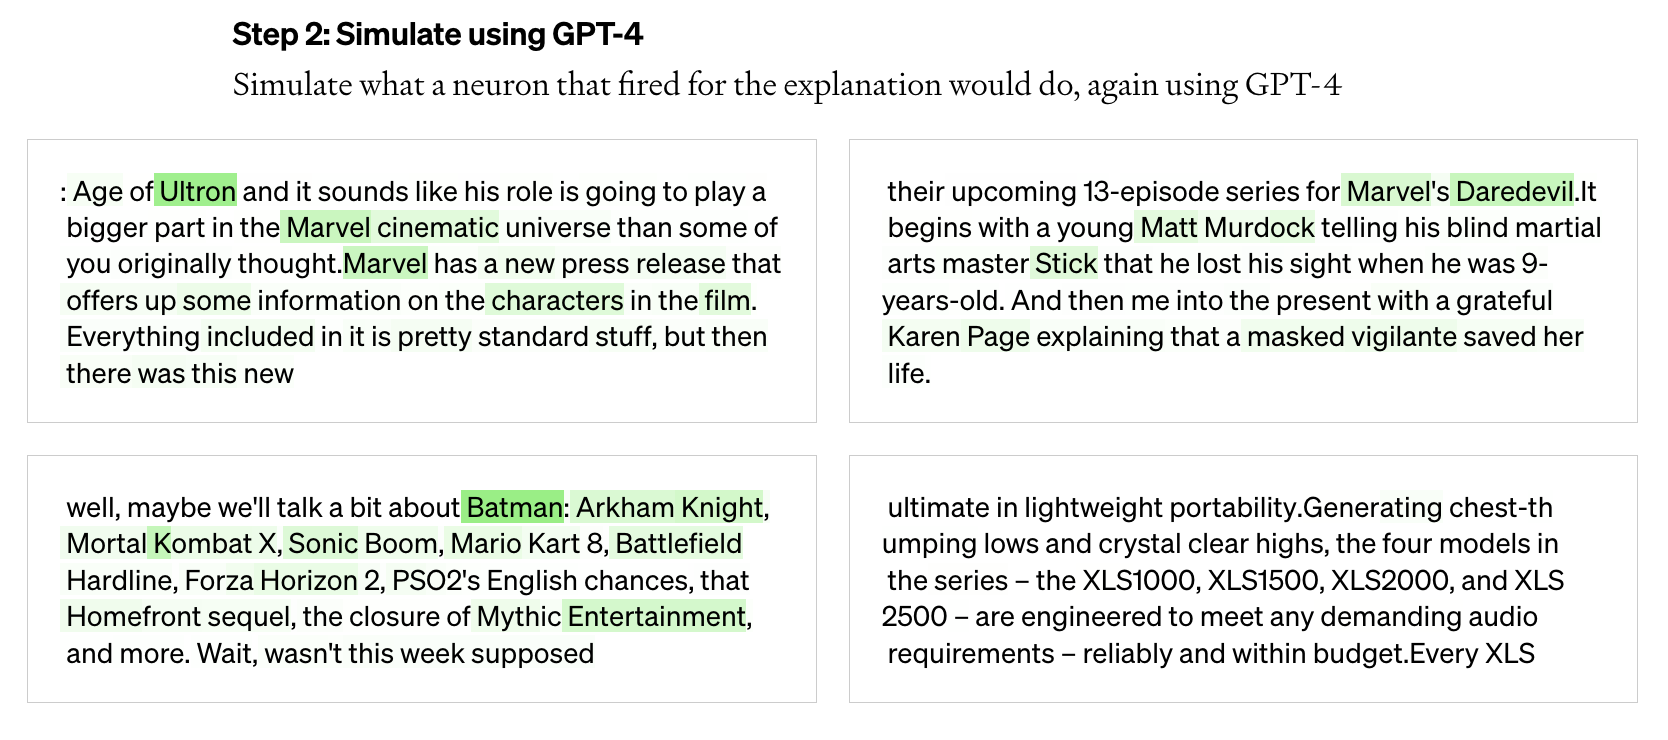 Step 2: Simulate using GPT-4
Simulate what a neuron that fired for the explanation would do, again using GPT-4
: Age of Ultron and it sounds like his role is going to play a
bigger part in the Marvel cinematic universe than some of
you originally thought.Marvel has a new press release that
offers up some information on the characters in the film.
Everything included in it is pretty standard stuff, but then
there was this new
their upcoming 13-episode series for Marvel's Daredevil.It
begins with a young Matt Murdock telling his blind martial
arts master Stick that he lost his sight when he was 9-
years-old. And then me into the present with a grateful
Karen Page explaining that a masked vigilante saved her
life.
well, maybe we'll talk a bit about Batman: Arkham Knight,
Mortal Kombat X, Sonic Boom, Mario Kart 8, Battlefield
Hardline, Forza Horizon 2, PSO2's English chances, that
Homefront sequel, the closure of Mythic Entertainment,
and more. Wait, wasn't this week supposed
ultimate in lightweight portability.Generating chest-th
umping lows and crystal clear highs, the four models in
the series – the XLS1000, XLS1500, XLS2000, and XLS
2500 – are engineered to meet any demanding audio
requirements – reliably and within budget.Every XLS